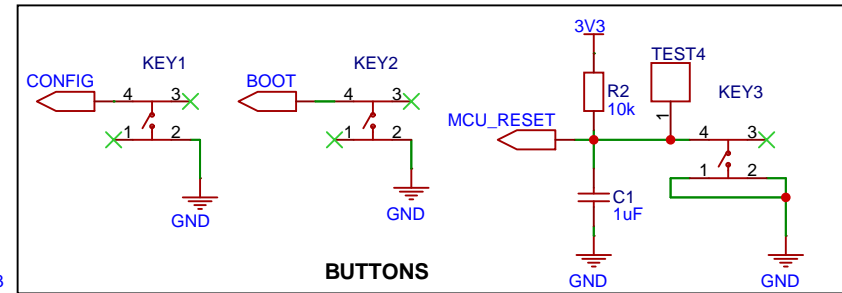 3V3
KEY1
KEY2
TEST4
CONFIG
BOOT
R2
10k
KEY3
4 3
4 3
MCU_RESET
1
4 3
1 2
1 2
1 2
C1
1uF
GND
GND
GND
GND
BUTTONS
3